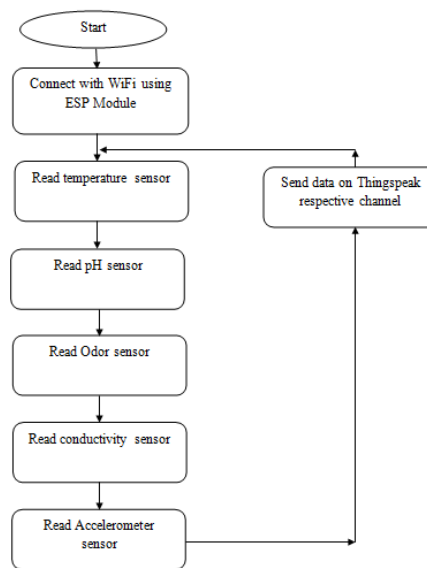 Start
Connect with WiFi using
ESP Module
Read temperature sensor
Send data on Thingspeak
respective channel
Read pH sensor
Read Odor sensor
Read conductivity sensor
Read Accelerometer
sensor